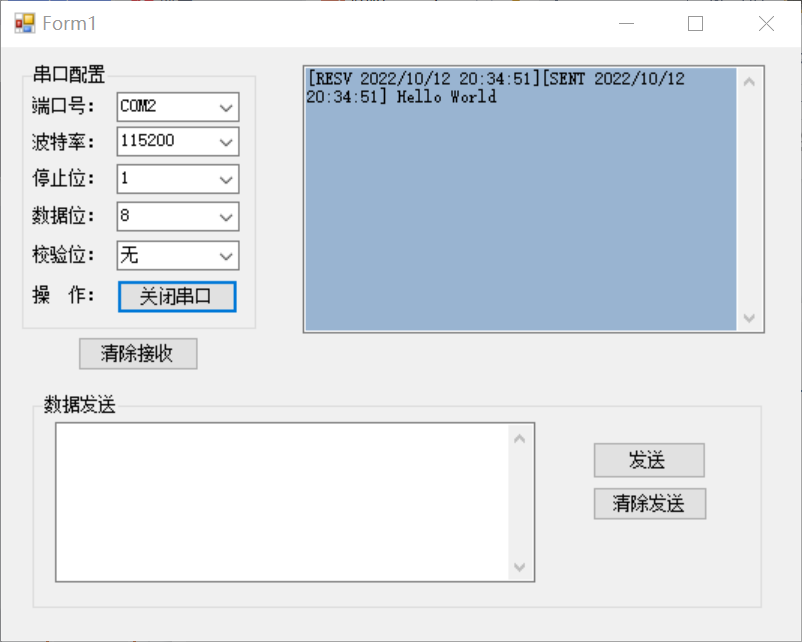 Form1
串口配置
端口号： COM2
波特率： 115200
停止位： 1
数据位： 8
校验位： 无
操 作： 关闭串口
清除接收
[RESV 2022/10/12 20:34:51][SENT 2022/10/12
20:34:51] Hello World
数据发送
发送
清除发送